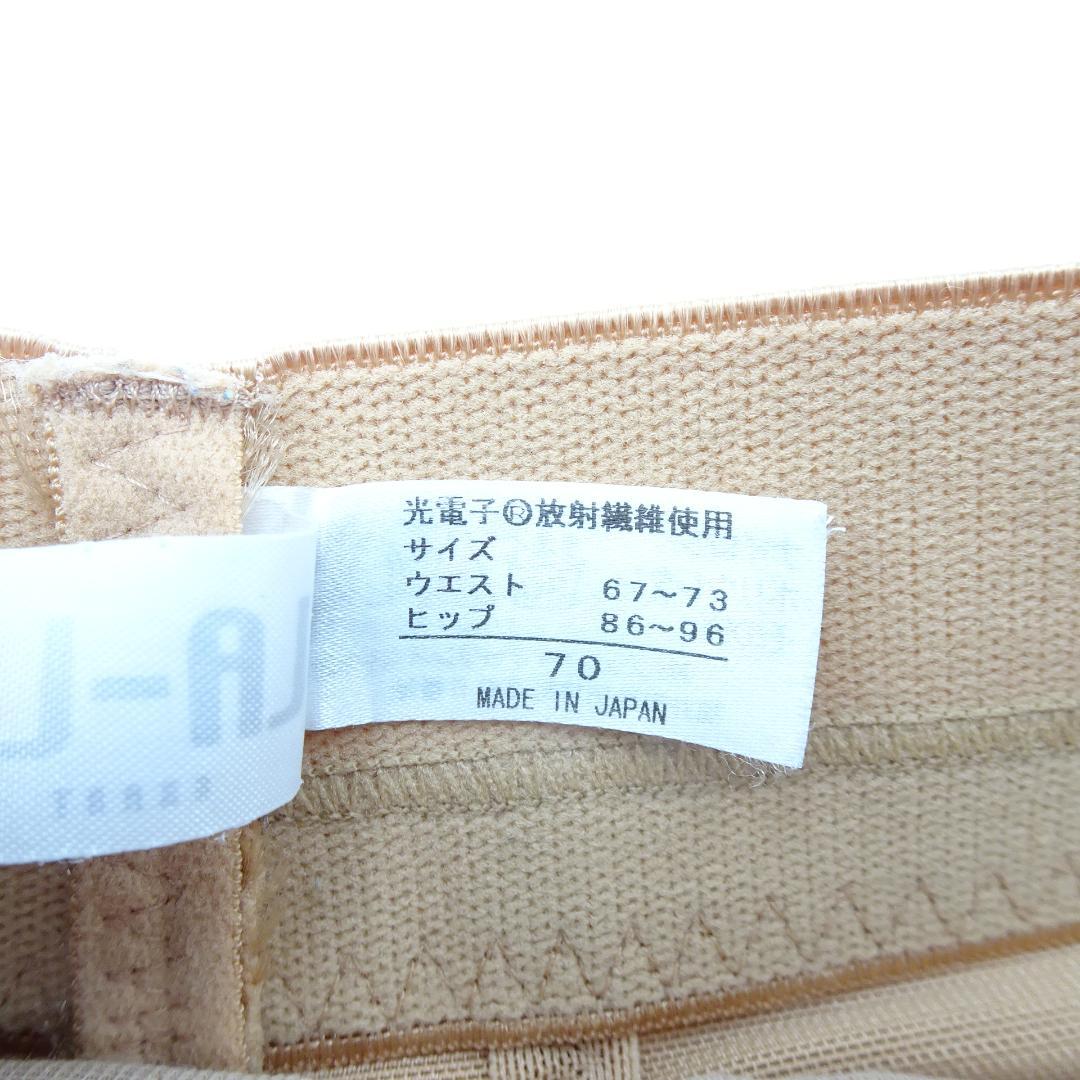 光電子®放射繊維使用
サイズ
ウエスト 67～73
ヒップ 86～96
70
MADE IN JAPAN